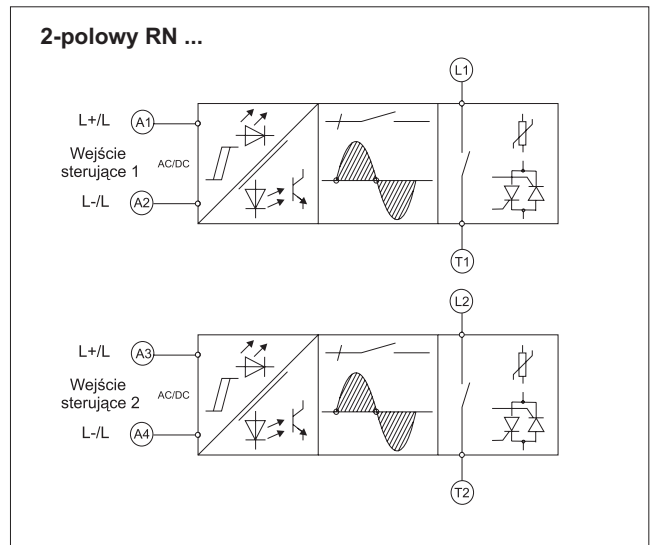 2-polowy RN ...
L1
L+/L A1
Wejście
sterujące 1 AC/DC
L-/L A2
T1
L2
L+/L A3
Wejście
sterujące 2 AC/DC
L-/L A4
T2